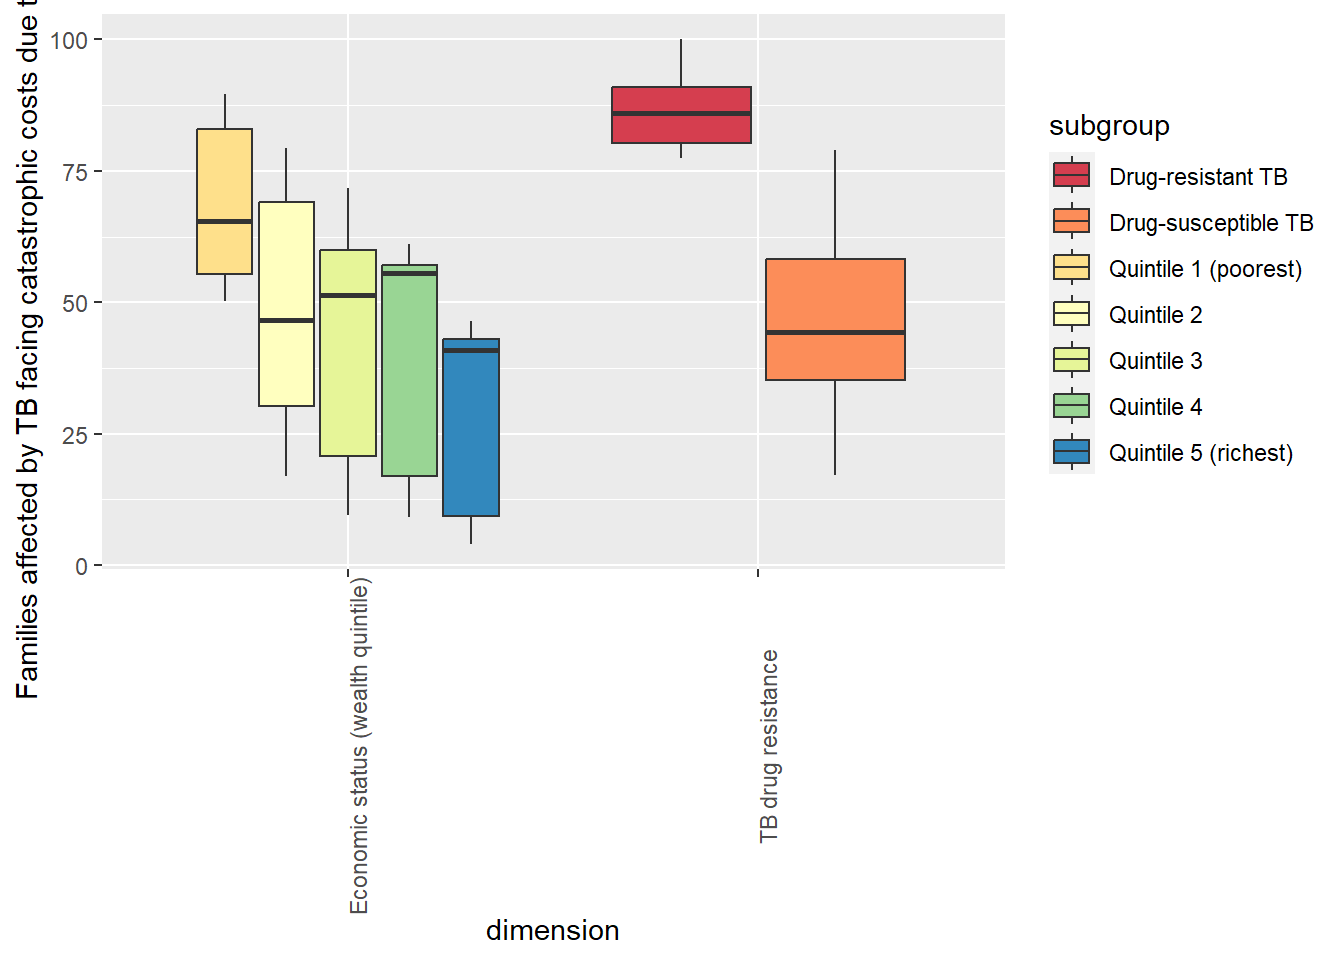 Families affected by TB facing catastrophic costs due t
100
75
50
25
0
Economic status (wealth quintile)
TB drug resistance
dimension
subgroup
Drug-resistant TB
Drug-susceptible TB
Quintile 1 (poorest)
Quintile 2
Quintile 3
Quintile 4
Quintile 5 (richest)